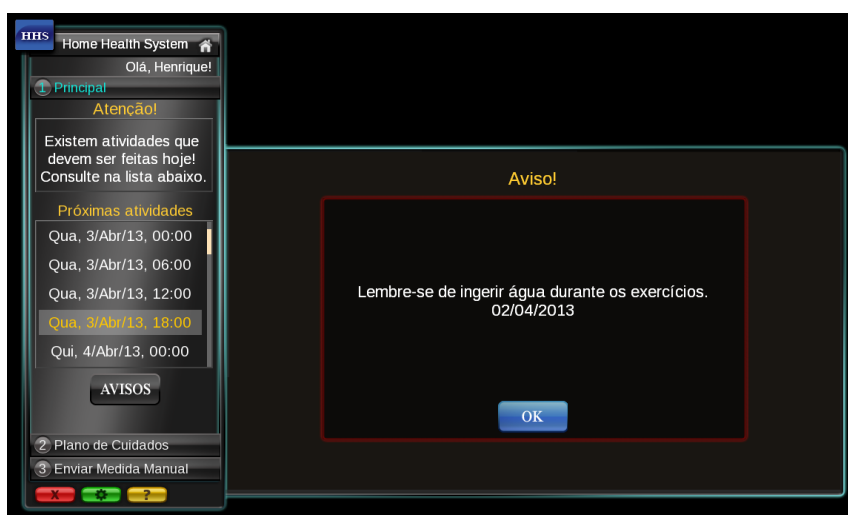 HHS
Home Health System
Olá, Henrique!
1 Principal
Atenção!
Existem atividades que
devem ser feitas hoje!
Consulte na lista abaixo.
Próximas atividades
Qua, 3/Abr/13, 00:00
Qua, 3/Abr/13, 06:00
Qua, 3/Abr/13, 12:00
Qua, 3/Abr/13, 18:00
Qui, 4/Abr/13, 00:00
AVISOS
2 Plano de Cuidados
3 Enviar Medida Manual
X ?
Aviso!
Lembre-se de ingerir água durante os exercícios.
02/04/2013
OK